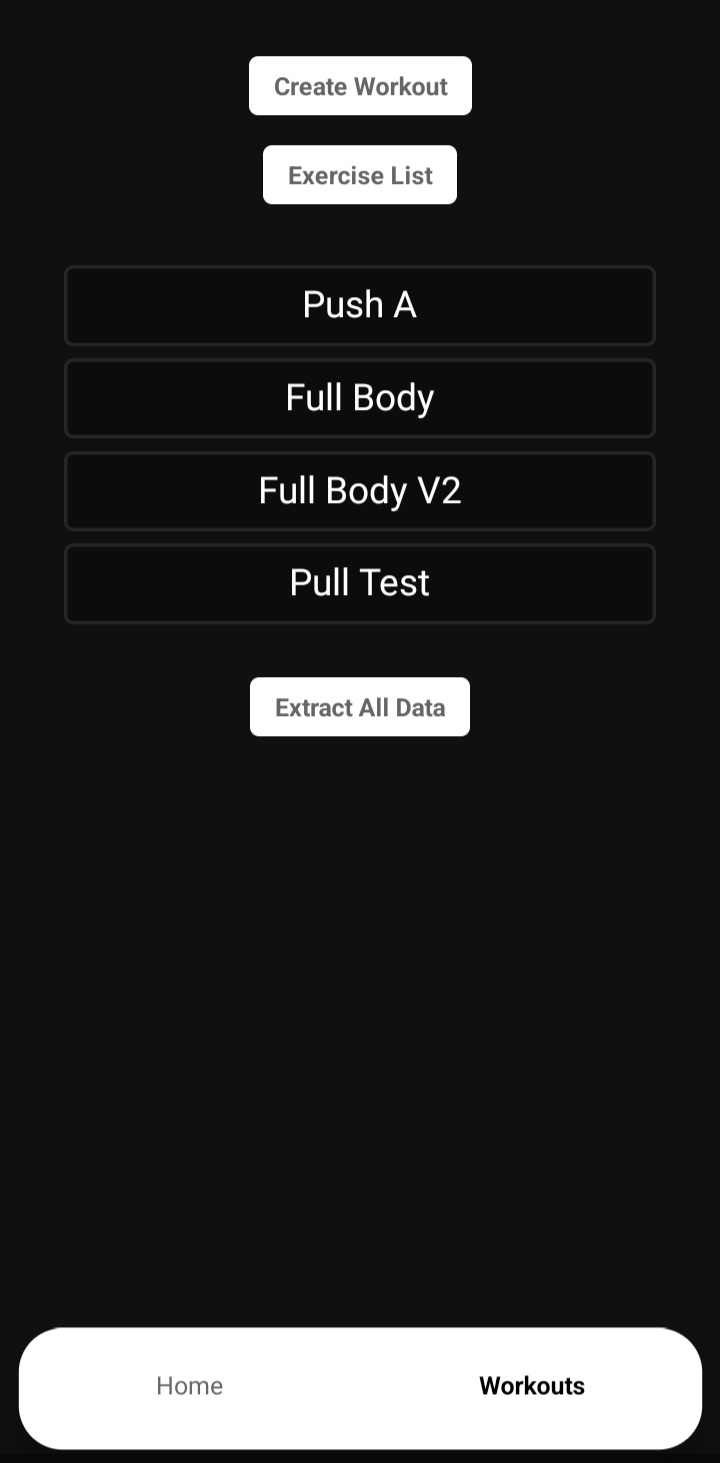 Create Workout
Exercise List
Push A
Full Body
Full Body V2
Pull Test
Extract All Data
Home
Workouts